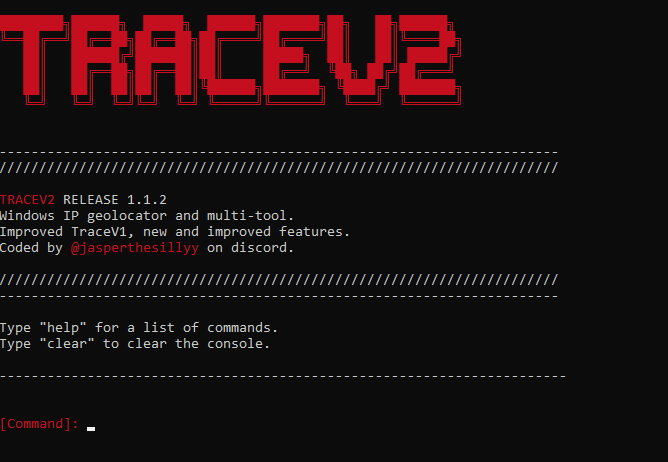 TRACEV2
------------------------------------------------------------------
//////////////////////////////////////////////////////////////////////
TRACEV2 RELEASE 1.1.2
Windows IP geolocator and multi-tool.
Improved TraceV1, new and improved features.
Coded by @jasperthesillyy on discord.
//////////////////////////////////////////////////////////////////////
----------------------------------------------------------------------
Type "help" for a list of commands.
Type "clear" to clear the console.
-----------------------------------------------------------------------
[Command]: _